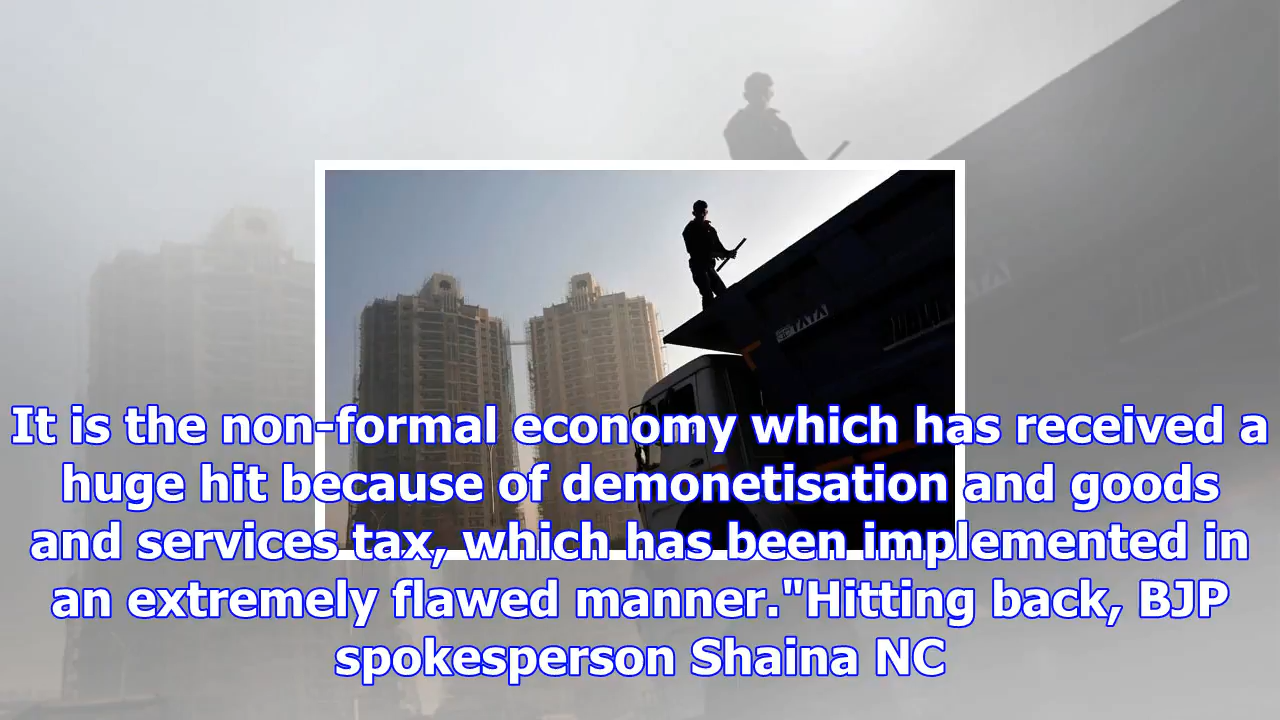 TATA
It is the non-formal economy which has received a
huge hit because of demonetisation and goods
and services tax, which has been implemented in
an extremely flawed manner."Hitting back, BJP
spokesperson Shaina NC